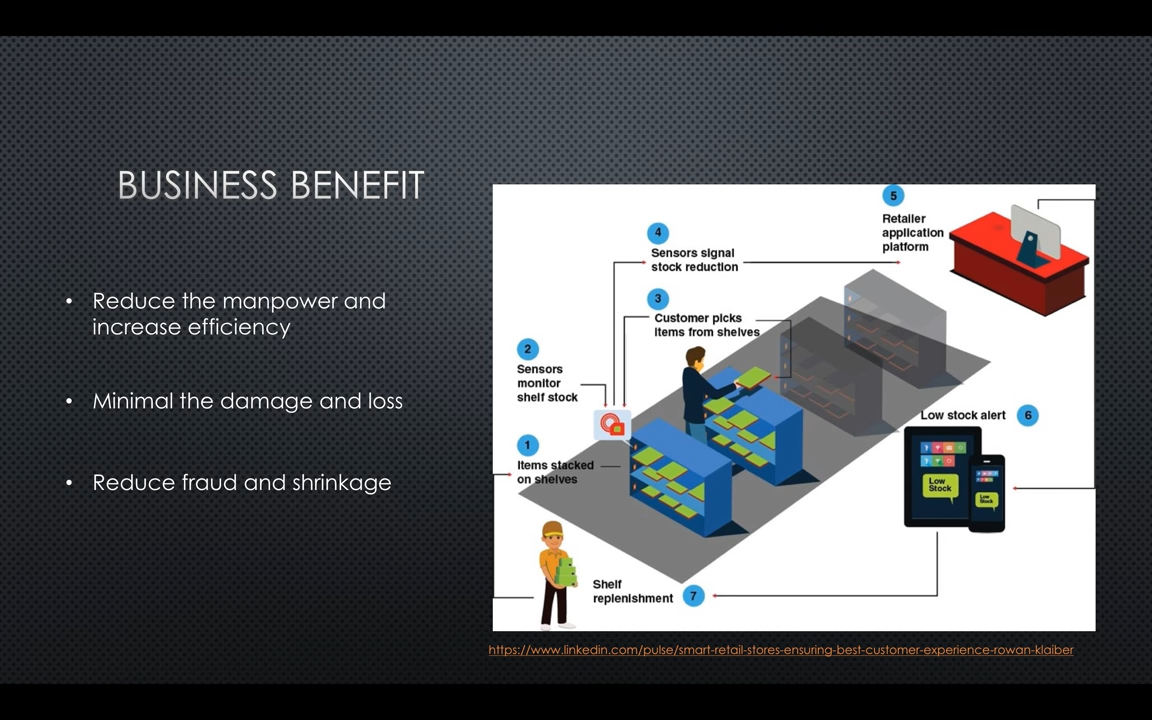 BUSINESS BENEFIT
• Reduce the manpower and
increase efficiency
• Minimal the damage and loss
• Reduce fraud and shrinkage
5
Retailer
application
platform
4
Sensors signal
stock reduction
3
Customer picks
items from shelves
2
Sensors
monitor
shelf stock
1
Items stacked
on shelves
Low stock alert 6
Low
Stock
Low
Stock
Shelf
replenishment 7
https://www.linkedin.com/pulse/smart-retail-stores-ensuring-best-customer-experience-rowan-klaiber